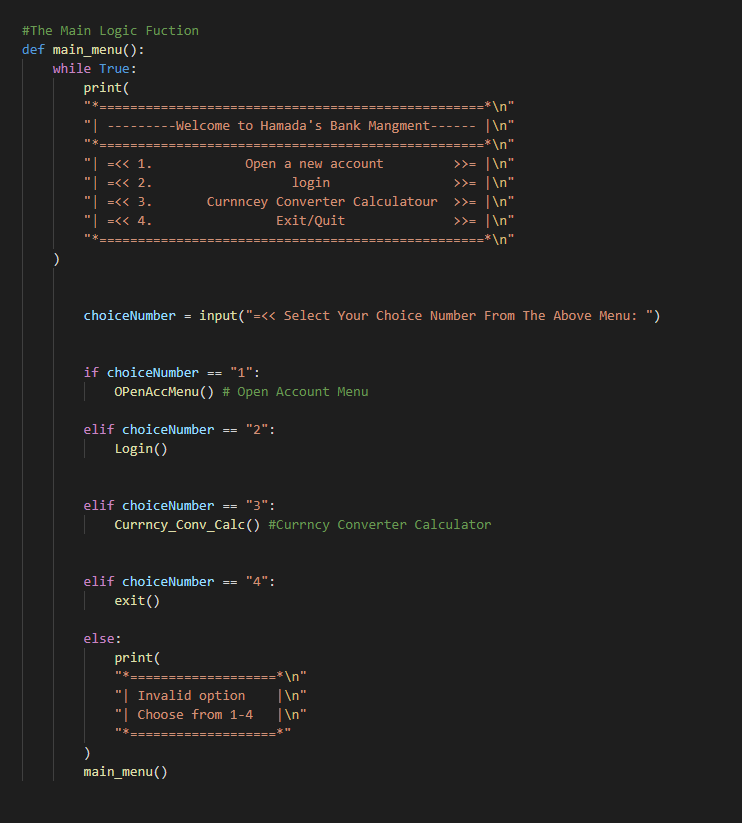 #The Main Logic Fuction
def main_menu():
    while True:
        print(
        "*==================================================*\n"
        "| ---------Welcome to Hamada's Bank Mangment------ |\n"
        "*==================================================*\n"
        "| =<< 1.            Open a new account         >>= |\n"
        "| =<< 2.                  login                >>= |\n"
        "| =<< 3.       Curnncey Converter Calculatour  >>= |\n"
        "| =<< 4.                Exit/Quit              >>= |\n"
        "*==================================================*\n"
    )
        choiceNumber = input("=<< Select Your Choice Number From The Above Menu: ")
        if choiceNumber == "1":
            OPenAccMenu() # Open Account Menu
        elif choiceNumber == "2":
            Login()
        elif choiceNumber == "3":
            Currncy_Conv_Calc() #Currncy Converter Calculator
        elif choiceNumber == "4":
            exit()
        else:
            print(
            "*===================*\n"
            "| Invalid option    |\n"
            "| Choose from 1-4   |\n"
            "*===================*"
        )
        main_menu()